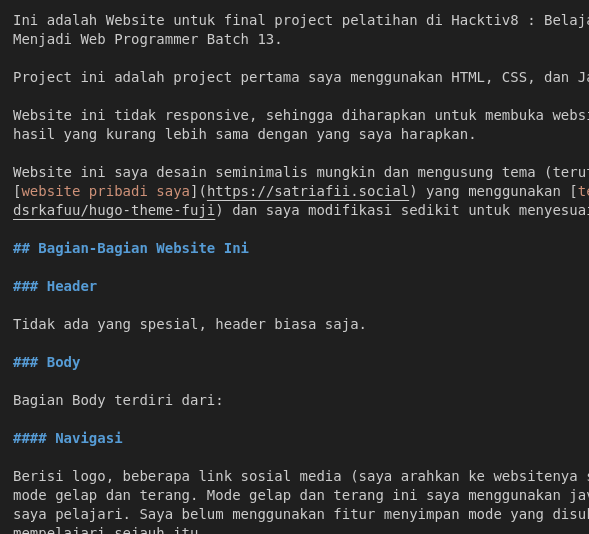 Ini adalah Website untuk final project pelatihan di Hacktiv8 : Belaja
Menjadi Web Programmer Batch 13.
Project ini adalah project pertama saya menggunakan HTML, CSS, dan Ja
Website ini tidak responsive, sehingga diharapkan untuk membuka websi
hasil yang kurang lebih sama dengan yang saya harapkan.
Website ini saya desain seminimalis mungkin dan mengusung tema (terut
[website pribadi saya](https://satriafii.social) yang menggunakan [te
dsrkafuu/hugo-theme-fuji) dan saya modifikasi sedikit untuk menyesuai
## Bagian-Bagian Website Ini
### Header
Tidak ada yang spesial, header biasa saja.
### Body
Bagian Body terdiri dari:
#### Navigasi
Berisi logo, beberapa link sosial media (saya arahkan ke websitenya s
mode gelap dan terang. Mode gelap dan terang ini saya menggunakan jav
saya pelajari. Saya belum menggunakan fitur menyimpan mode yang disuk
mempelajari sejauh itu